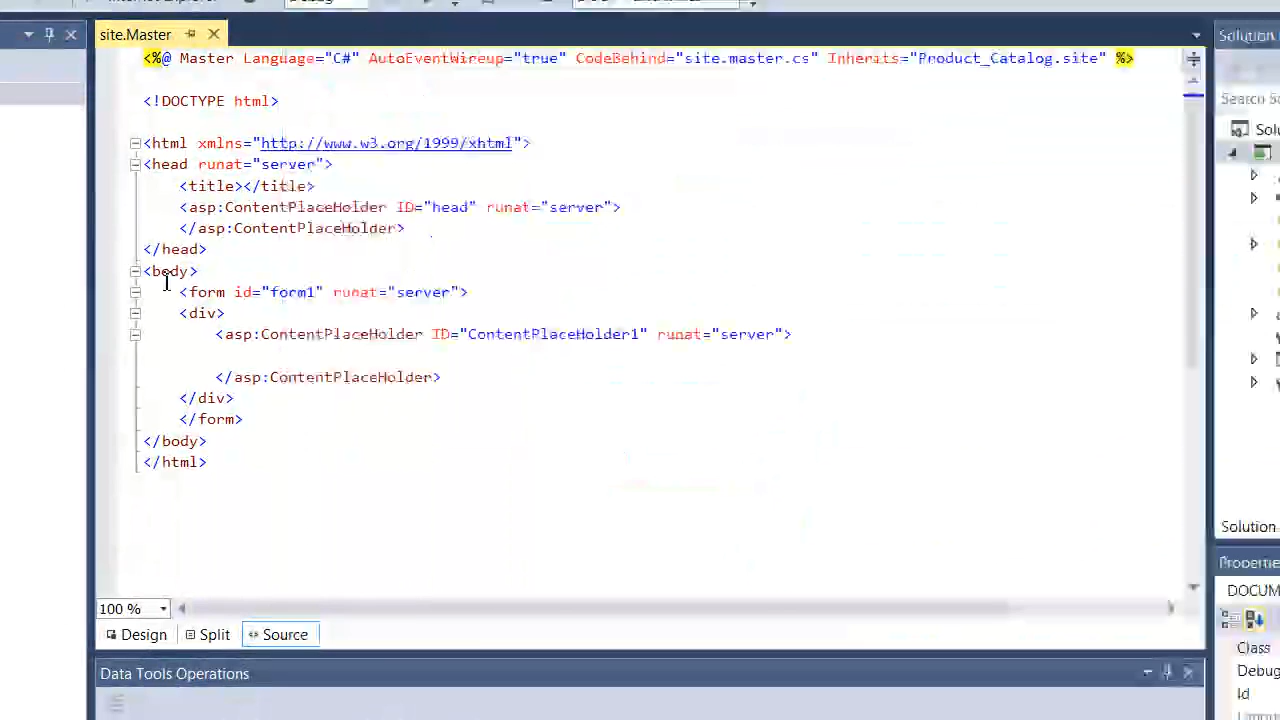 site.Master
Solution
<%@ Master Language="C#" AutoEventWireup="true" CodeBehind="site.master.cs" Inherits="Product_Catalog.site" %>
<!DOCTYPE html>
Search So
Solu
<html xmlns="http://www.w3.org/1999/xhtml">
<head runat="server">
<title></title>
<asp:ContentPlaceHolder ID="head" runat="server">
</asp:ContentPlaceHolder>
</head>
<body>
<form id="form1" runat="server">
<div>
<asp:ContentPlaceHolder ID="ContentPlaceHolder1" runat="server">
</asp:ContentPlaceHolder>
</div>
</form>
</body>
</html>
Solution
Properties
DOCUM
100 %
Design
Split
Source
Class
Debug
Id
Data Tools Operations